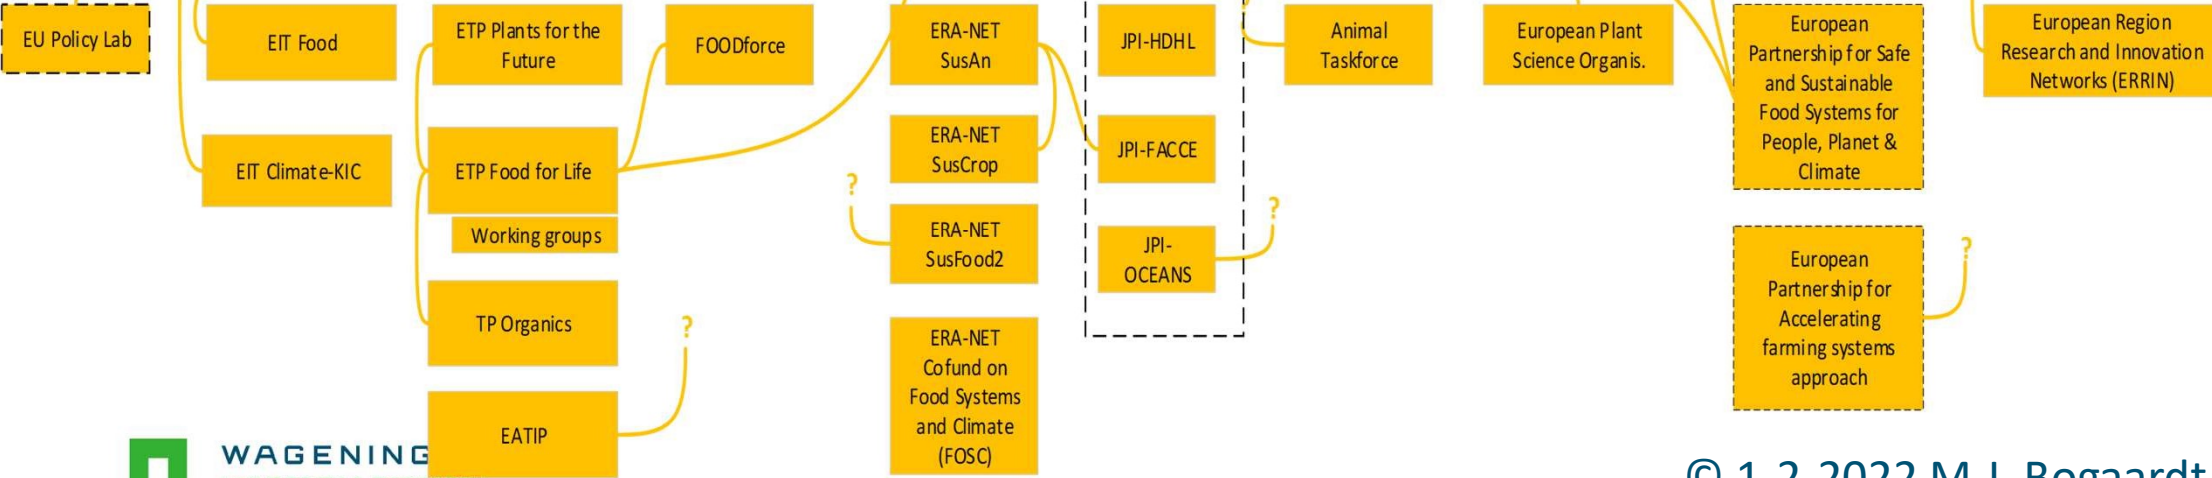 EU Policy Lab
EIT Food
EIT Climate-KIC
ETP Plants for the
Future
ETP Food for Life
Working groups
TP Organics
EATIP
?
FOODforce
ERA-NET
SusAn
ERA-NET
SusCrop
?
ERA-NET
SusFood2
ERA-NET
Cofund on
Food Systems
and Climate
(FOSC)
JPI-HDHL
JPI-FACCE
JPI-
OCEANS
?
Animal
Taskforce
European Plant
Science Organis.
European
Partnership for Safe
and Sustainable
Food Systems for
People, Planet &
Climate
European
Partnership for
Accelerating
farming systems
approach
?
European Region
Research and Innovation
Networks (ERRIN)
WAGENING
© 1-2-2022 M.J. Bogaardt